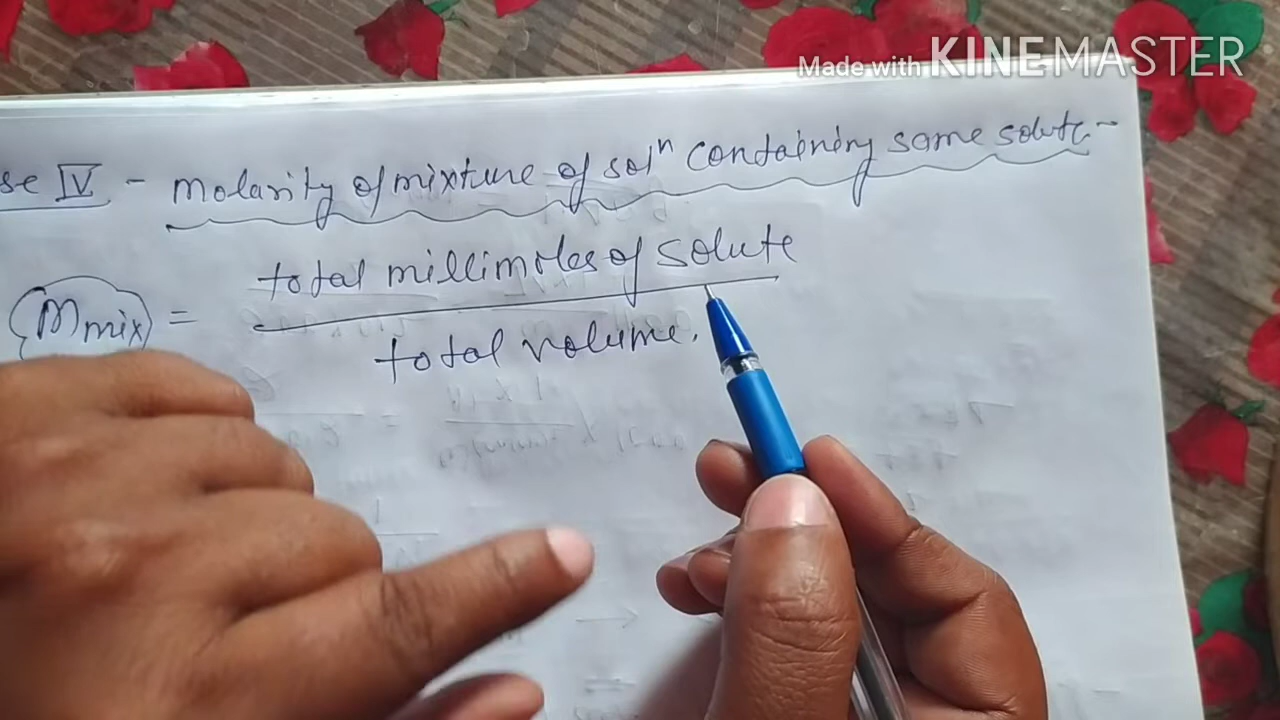 Made with KINEMASTER
se IV - molarity of mixture of solⁿ containing same solute -
Mmix = total millimoles of solute
total volume.